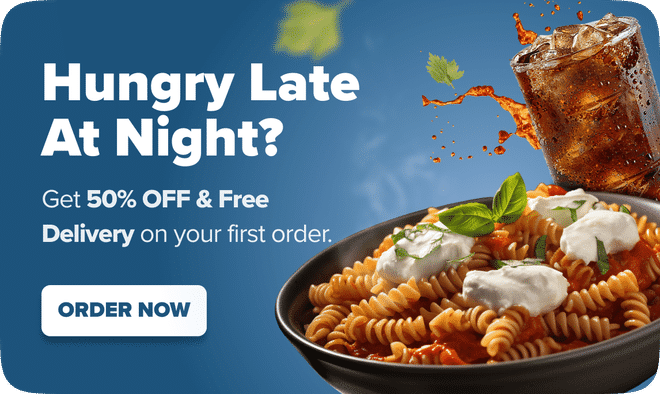 Hungry Late
At Night?
Get 50% OFF & Free
Delivery on your first order.
ORDER NOW